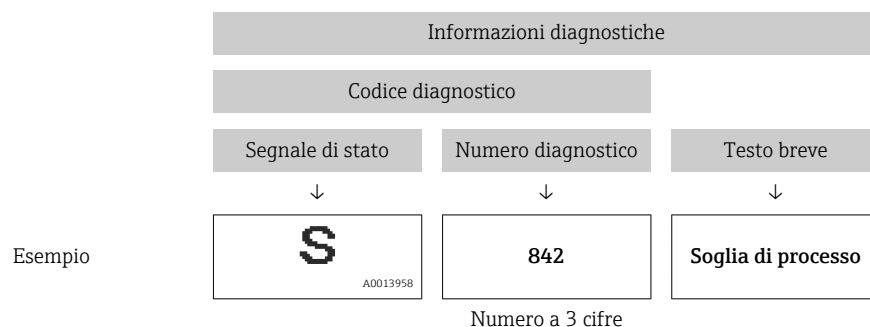 Informazioni diagnostiche
Codice diagnostico
Segnale di stato Numero diagnostico Testo breve
↓ ↓ ↓
Esempio S 842 Soglia di processo
A0013958
Numero a 3 cifre